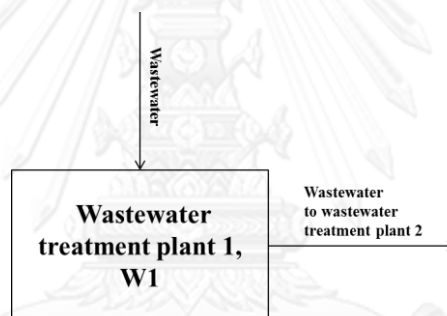 Wastewater
Wastewater
treatment plant 1,
W1
Wastewater
to wastewater
treatment plant 2